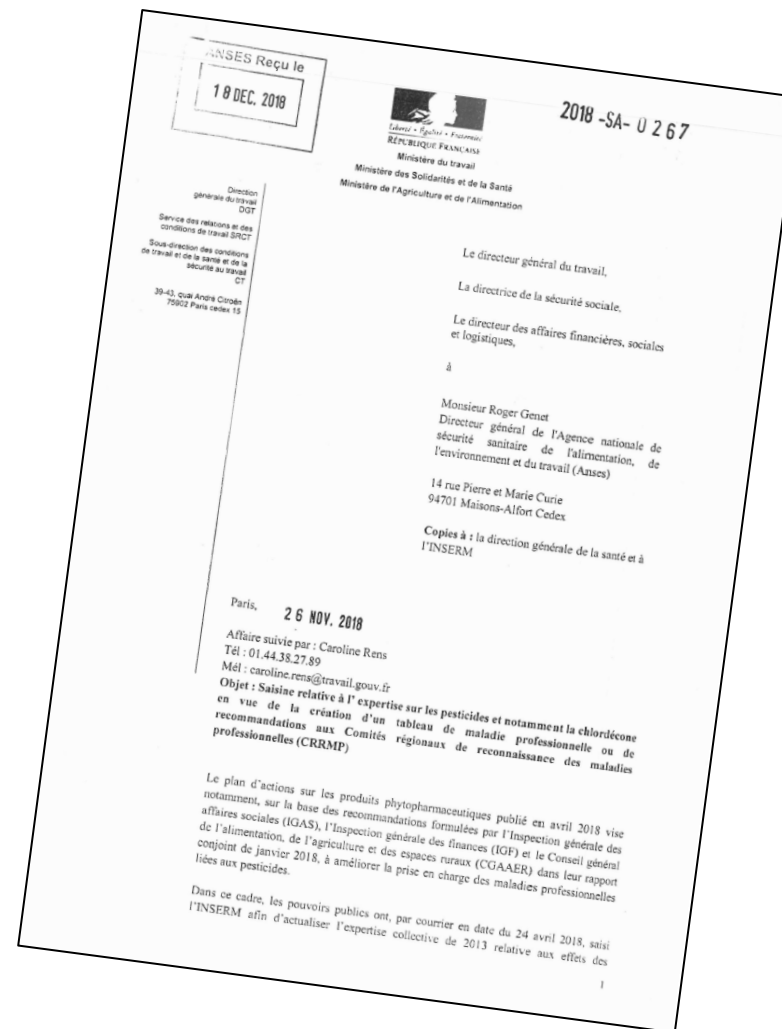 ANSES Reçu le
18 DEC. 2018
2018 -SA- 0267
Liberté • Égalité • Fraternité
RÉPUBLIQUE FRANÇAISE
Ministère du travail
Ministère des Solidarités et de la Santé
Ministère de l'Agriculture et de l'Alimentation
Direction
générale du travail
DGT
Service des relations et des
conditions de travail SRCT
Sous-direction des conditions
de travail et de la santé et de la
sécurité au travail
CT
39-43, quai André Citroën
75902 Paris cedex 15
Le directeur général du travail,
La directrice de la sécurité sociale,
Le directeur des affaires financières, sociales
et logistiques,
à
Monsieur Roger Genet
Directeur général de l'Agence nationale de
sécurité sanitaire de l'alimentation, de
l'environnement et du travail (Anses)
14 rue Pierre et Marie Curie
94701 Maisons-Alfort Cedex
Copies à : la direction générale de la santé et à
l'INSERM
Paris, 26 NOV. 2018
Affaire suivie par : Caroline Rens
Tél : 01.44.38.27.89
Mél : caroline.rens@travail.gouv.fr
Objet : Saisine relative à l' expertise sur les pesticides et notamment la chlordécone
en vue de la création d'un tableau de maladie professionnelle ou de
recommandations aux Comités régionaux de reconnaissance des maladies
professionnelles (CRRMP)
Le plan d'actions sur les produits phytopharmaceutiques publié en avril 2018 vise
notamment, sur la base des recommandations formulées par l'Inspection générale des
affaires sociales (IGAS), l'Inspection générale des finances (IGF) et le Conseil général
de l'alimentation, de l'agriculture et des espaces ruraux (CGAAER) dans leur rapport
conjoint de janvier 2018, à améliorer la prise en charge des maladies professionnelles
liées aux pesticides.
Dans ce cadre, les pouvoirs publics ont, par courrier en date du 24 avril 2018, saisi
l'INSERM afin d'actualiser l'expertise collective de 2013 relative aux effets des
1